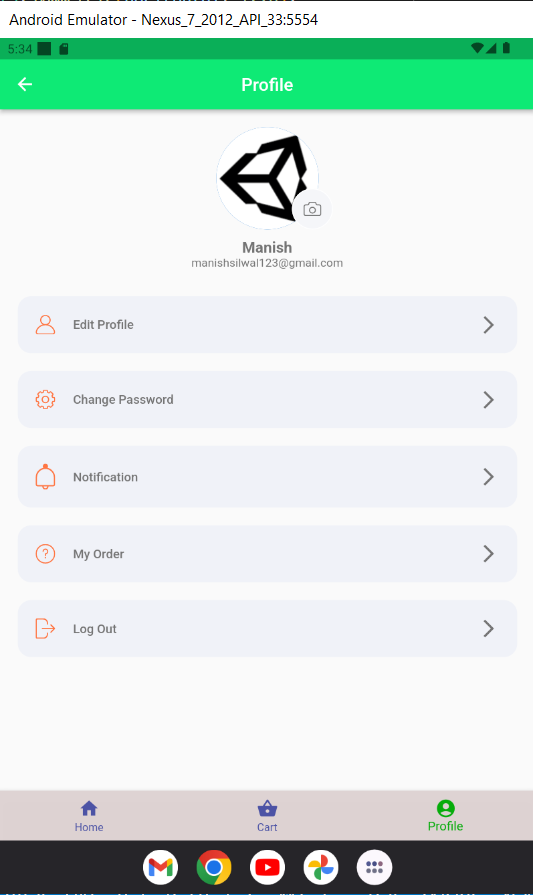 Android Emulator - Nexus_7_2012_API_33:5554
5:34
Profile
Manish
manishsilwal123@gmail.com
Edit Profile
Change Password
Notification
My Order
Log Out
Home
Cart
Profile